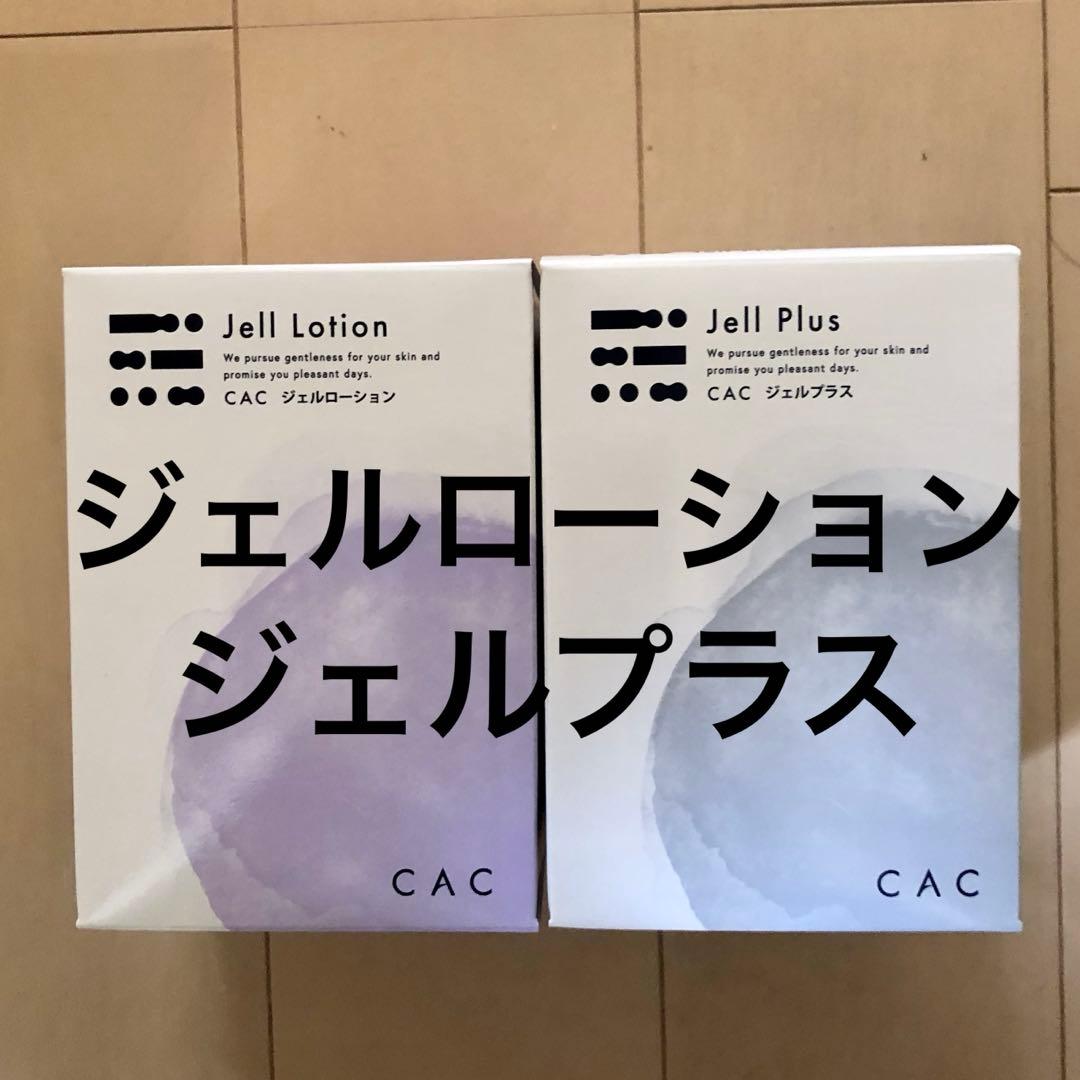 Jell Lotion
We pursue gentleness for your skin and
promise you pleasant days.
CAC ジェルローション
Jell Plus
We pursue gentleness for your skin and
promise you pleasant days.
CAC ジェルプラス
ジェルローション
ジェルプラス
CAC
CAC